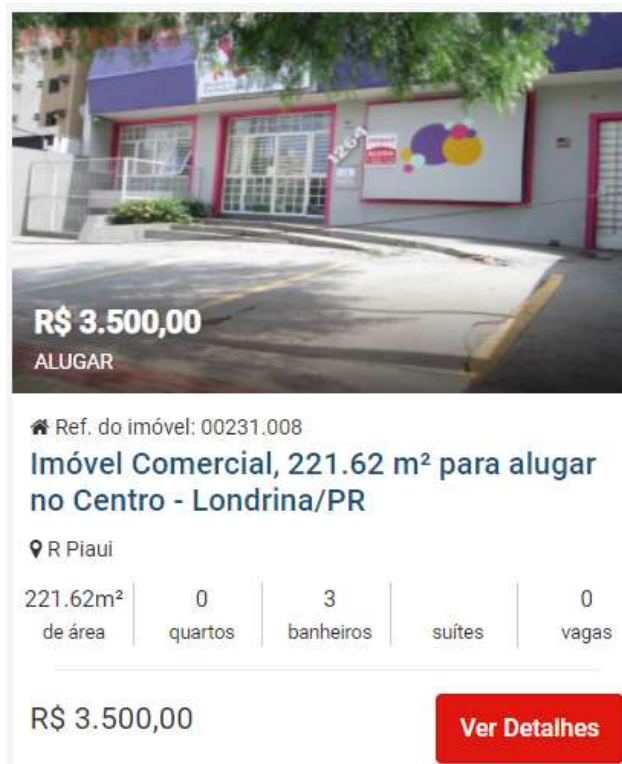 1264
R$ 3.500,00
ALUGAR
Ref. do imóvel: 00231.008
Imóvel Comercial, 221.62 m² para alugar
no Centro - Londrina/PR
R Piaui
221.62m² 0 3 0
de área quartos banheiros suítes vagas
R$ 3.500,00 Ver Detalhes